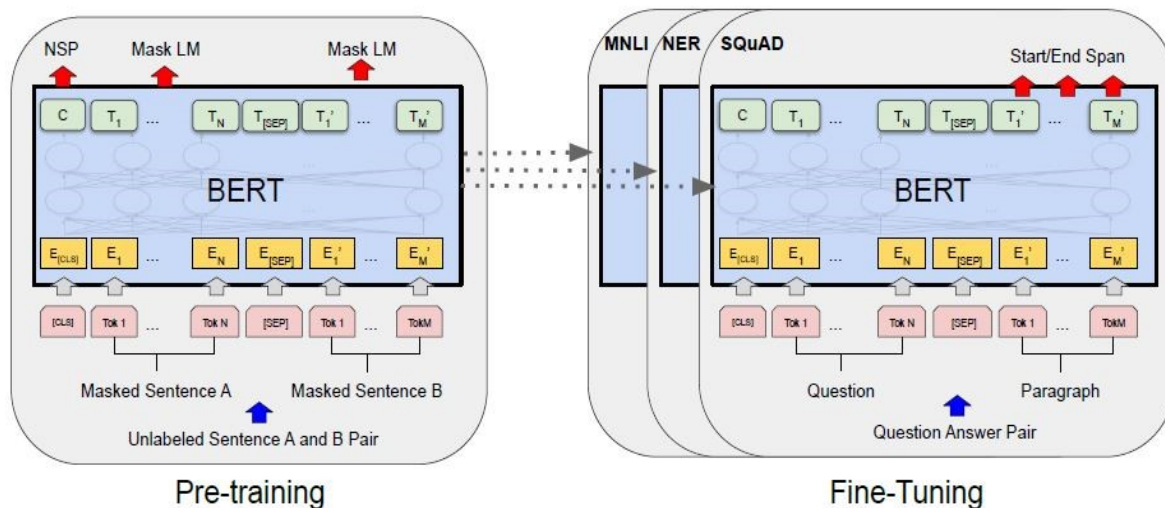 NSP Mask LM Mask LM
C T1 ... TN T[SEP] T1' ... TM'
BERT
E[CLS] E1 ... EN E[SEP] E1' ... EM'
[CLS] Tok 1 ... Tok N [SEP] Tok 1 ... TokM
Masked Sentence A Masked Sentence B
Unlabeled Sentence A and B Pair
Pre-training
MNLI NER SQuAD
Start/End Span
C T1 ... TN T[SEP] T1' ... TM'
BERT
E[CLS] E1 ... EN E[SEP] E1' ... EM'
[CLS] Tok 1 ... Tok N [SEP] Tok 1 ... TokM
Question Paragraph
Question Answer Pair
Fine-Tuning